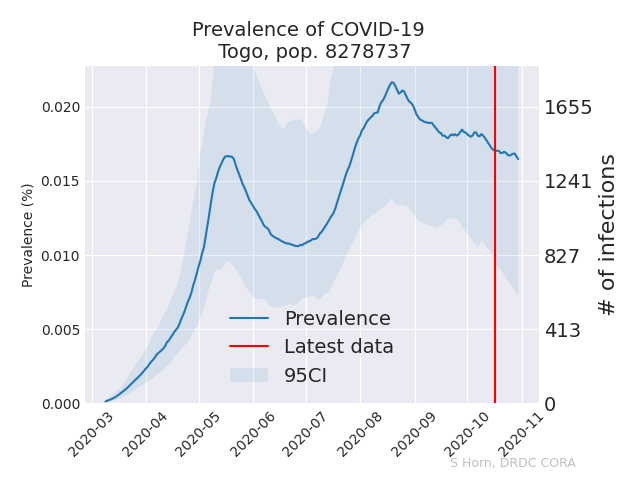 Prevalence of COVID-19
Togo, pop. 8278737
Prevalence (%)
0.020
0.015
0.010
0.005
0.000
1655
1241
827
413
0
# of infections
Prevalence
Latest data
95CI
2020-03
2020-04
2020-05
2020-06
2020-07
2020-08
2020-09
2020-10
2020-11
S Horn, DRDC CORA